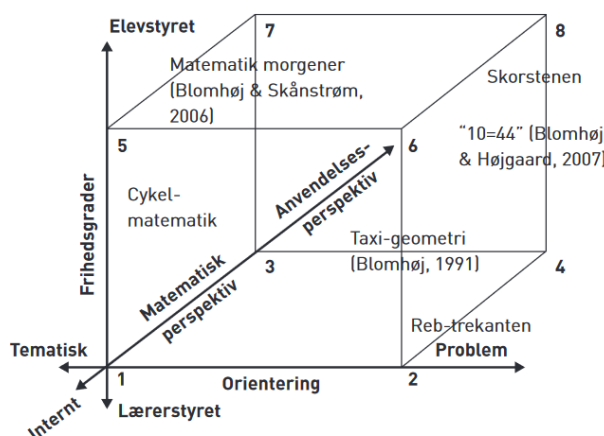 Elevstyret
7
8
Matematik morgener
(Blomhøj & Skånstrøm,
2006)
Skorstenen
5
6
"10=44" (Blomhøj
& Højgaard, 2007)
Cykel-
matematik
Anvendelses-
perspektiv
Frihedsgrader
Matematisk
perspektiv
3
Taxi-geometri
(Blomhøj, 1991)
4
Reb-trekanten
Tematisk
Problem
1
Orientering
2
Internt
Lærerstyret